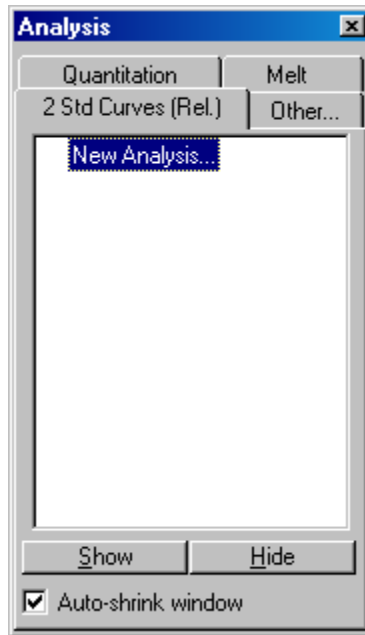 Analysis
Quantitation Melt
2 Std Curves (Rel.) Other...
New Analysis...
Show Hide
Auto-shrink window